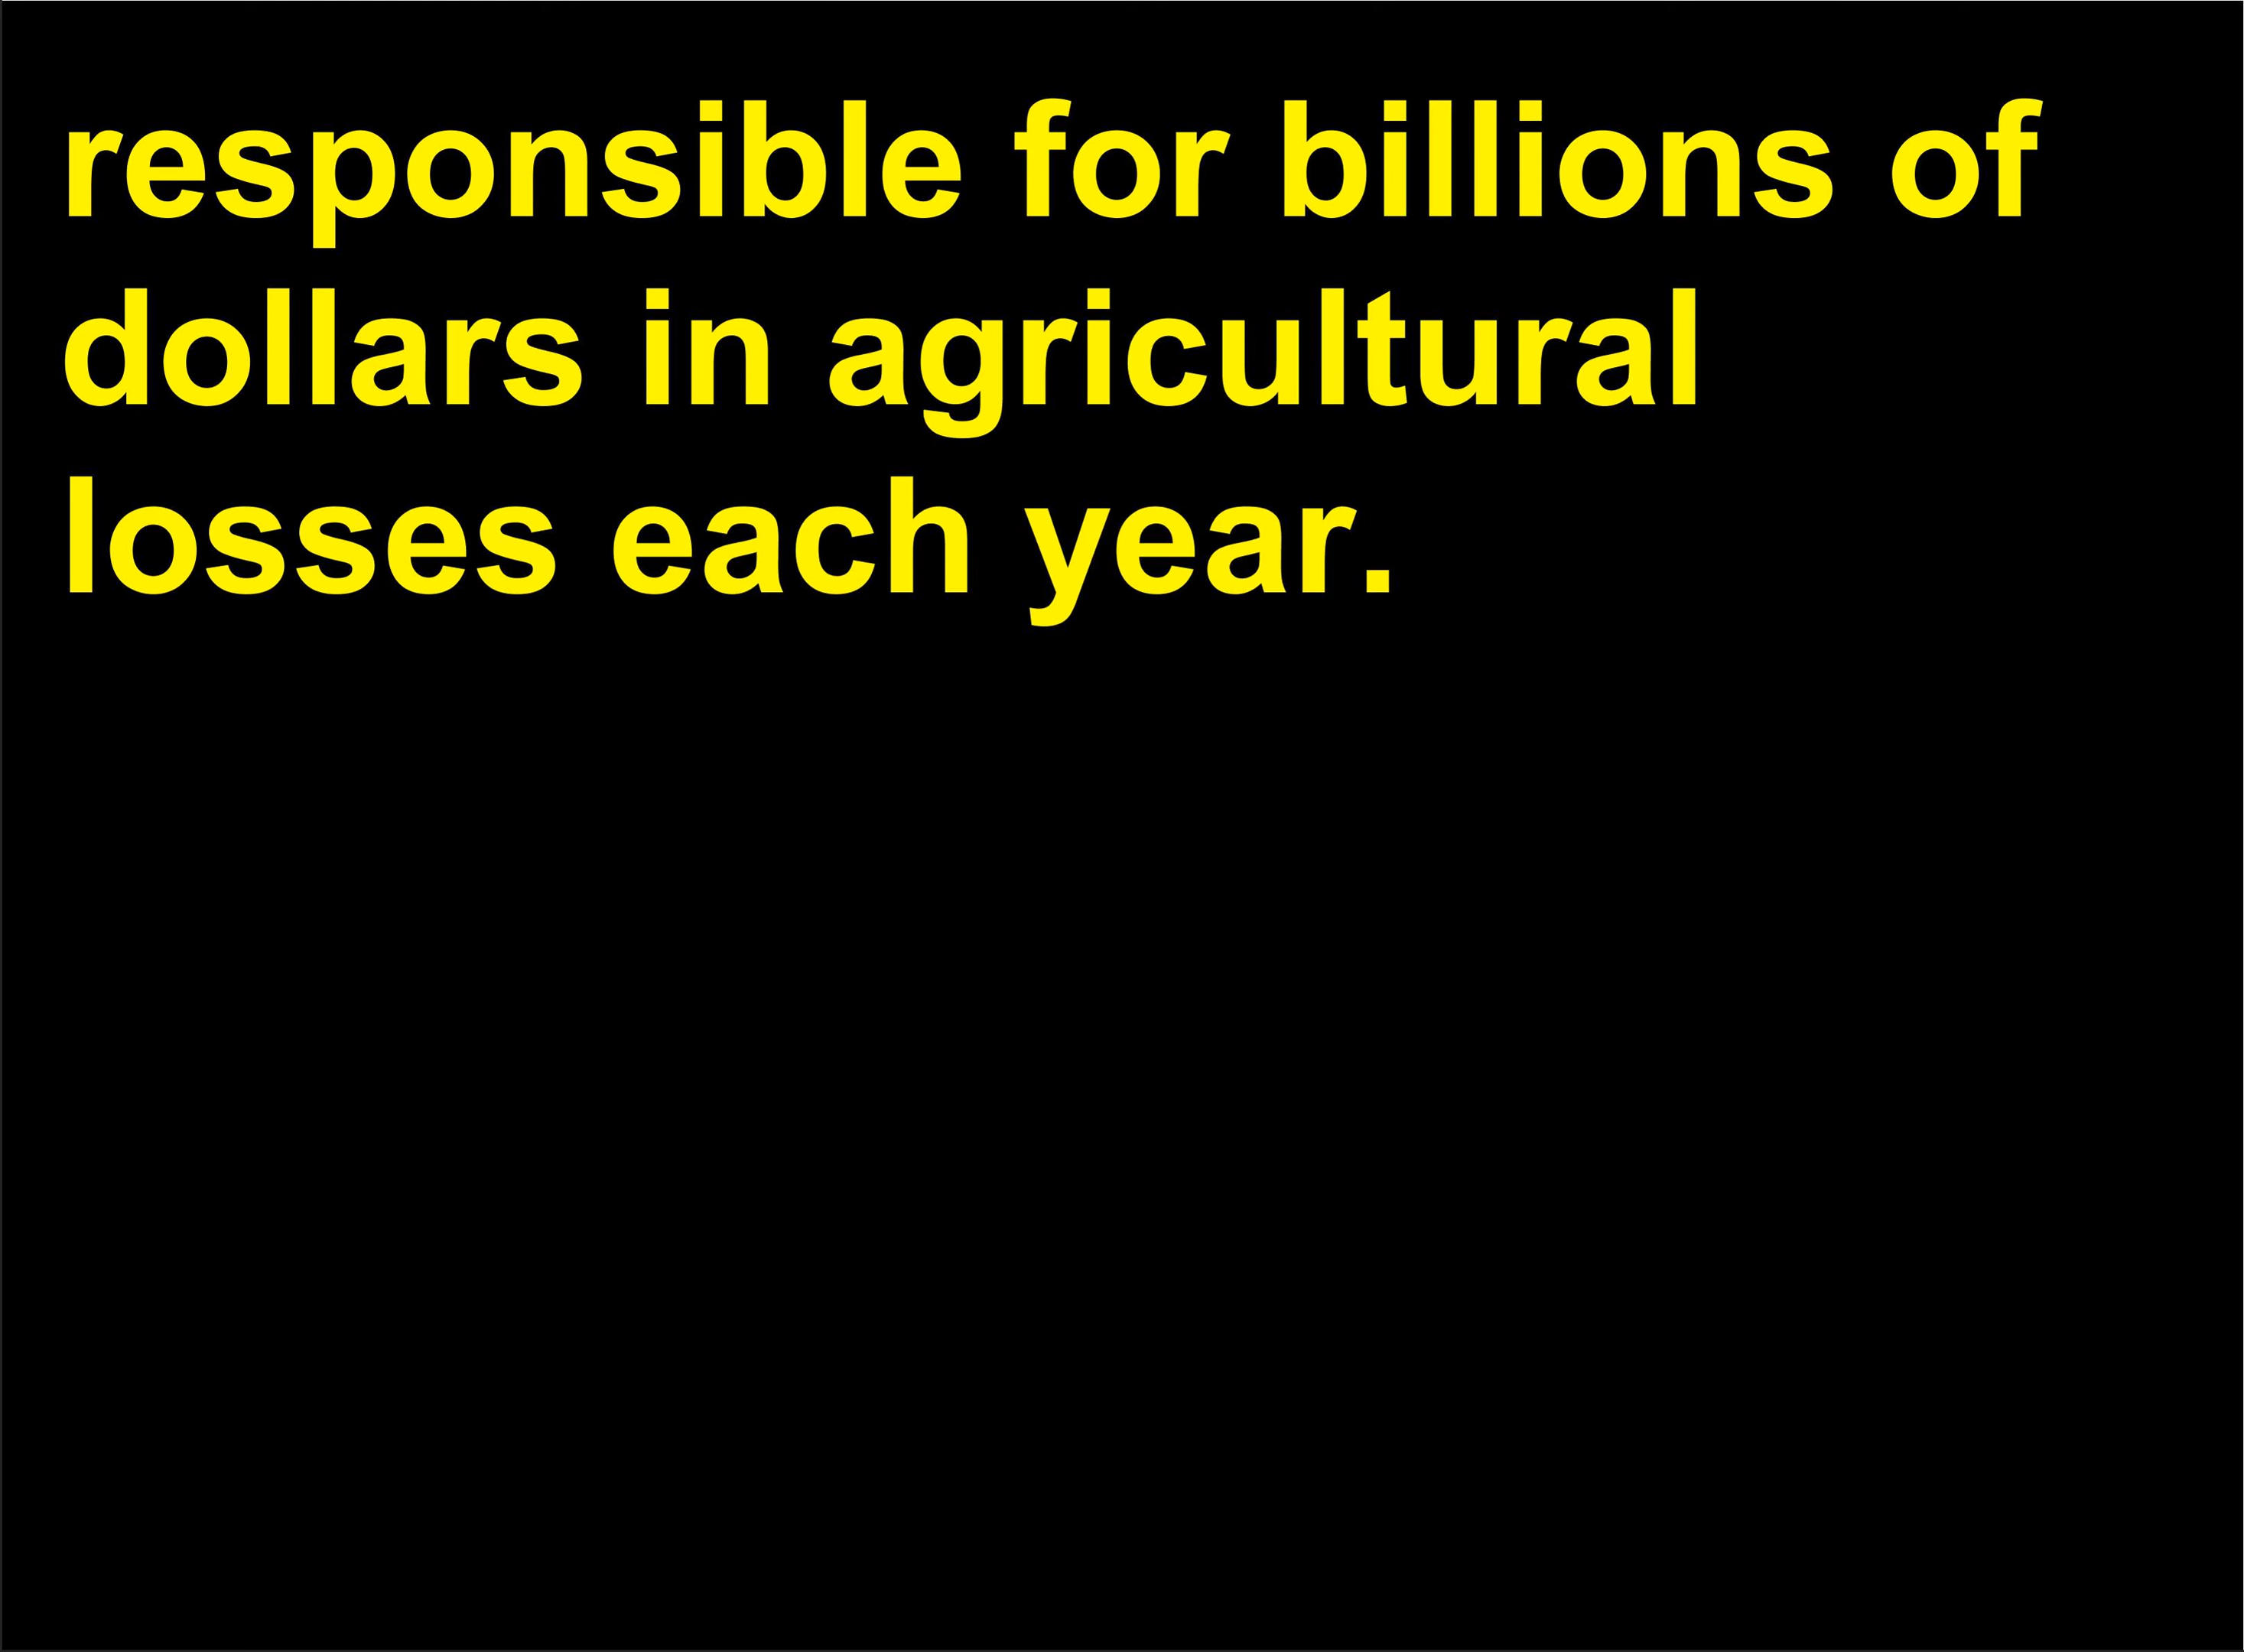 responsible for billions of
dollars in agricultural
losses each year.